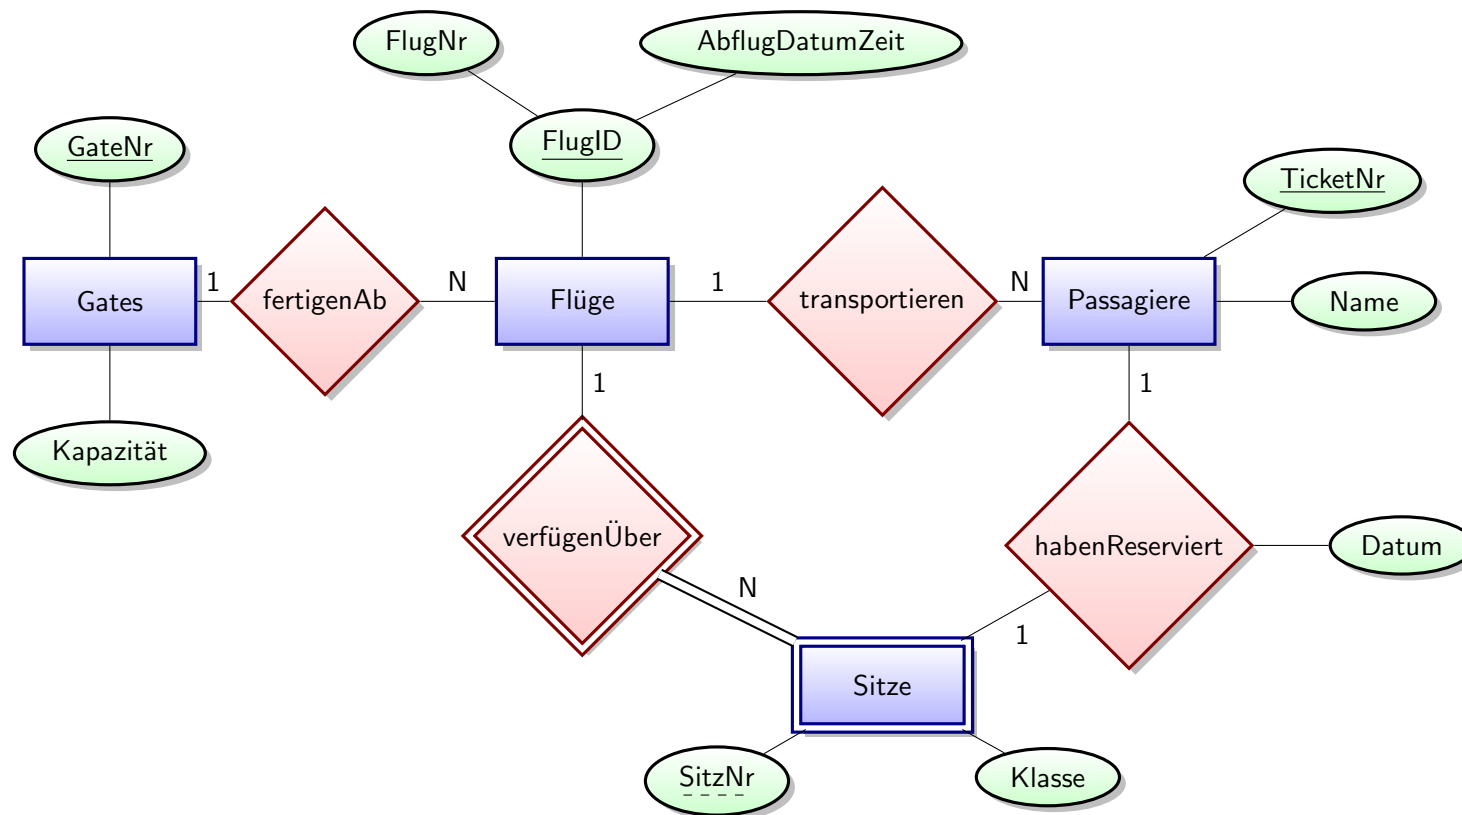 FlugNr
AbflugDatumZeit
FlugID
GateNr
TicketNr
Gates
1
fertigenAb
N
Flüge
1
transportieren
N
Passagiere
Name
1
1
Kapazität
verfügenÜber
habenReserviert
Datum
N
1
Sitze
SitzNr
Klasse